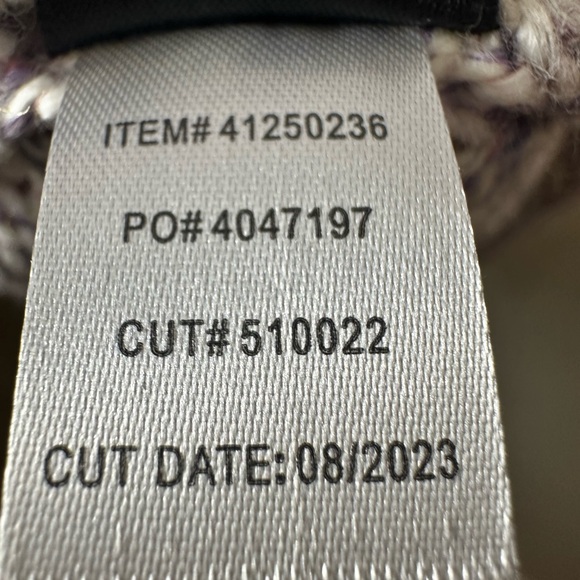 ITEM# 41250236
PO# 4047197
CUT# 510022
CUT DATE: 08/2023